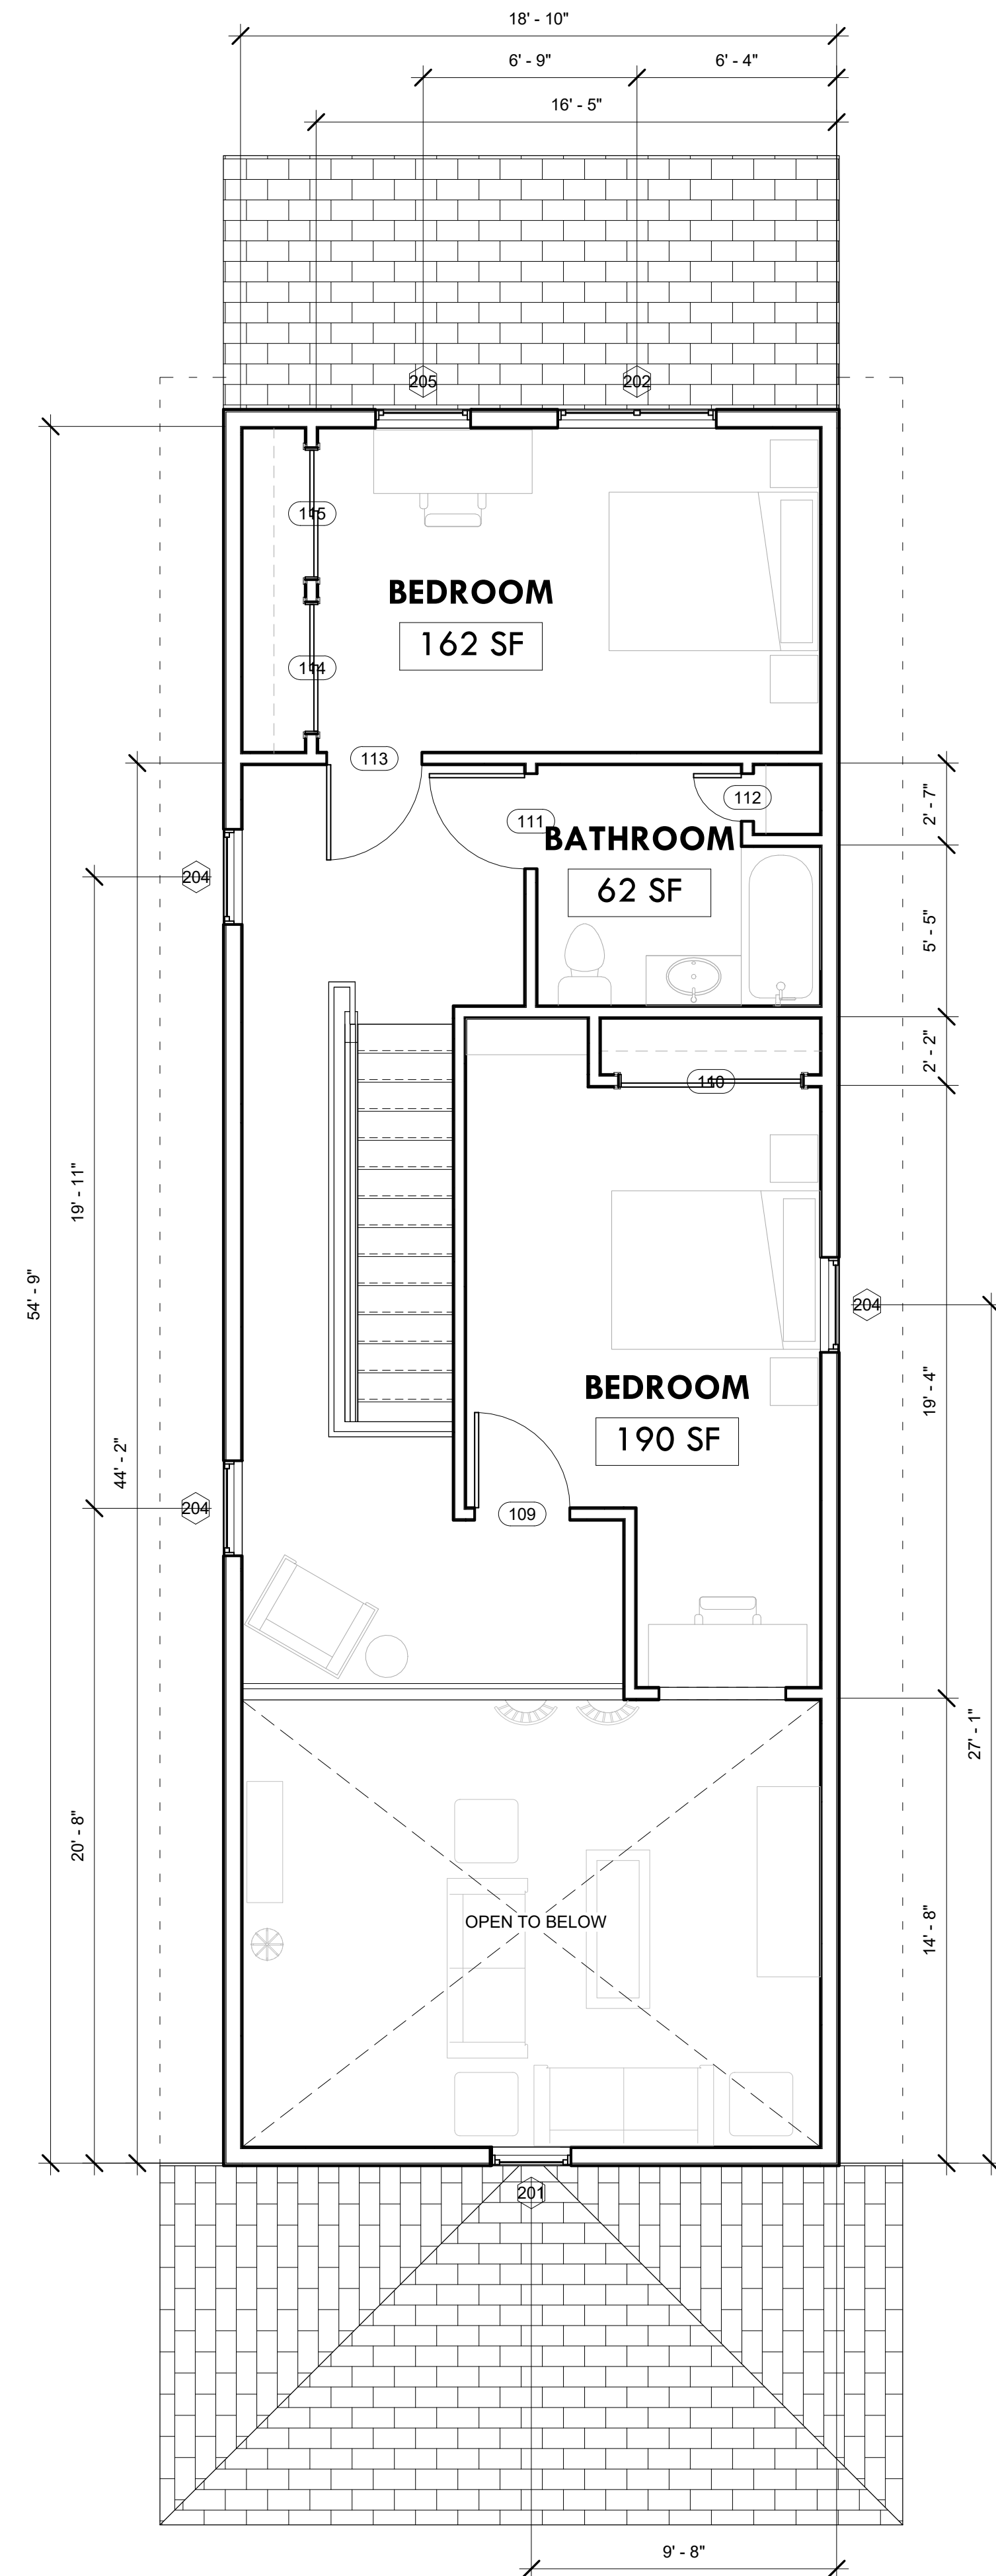 18' - 10"
6' - 9"
6' - 4"
16' - 5"
205
202
115
BEDROOM
162 SF
114
113
112
111
BATHROOM
62 SF
2' - 7"
204
5' - 5"
2' - 2"
110
19' - 11"
54' - 9"
204
BEDROOM
190 SF
19' - 4"
44' - 2"
204
109
27' - 1"
20' - 8"
OPEN TO BELOW
14' - 8"
201
9' - 8"